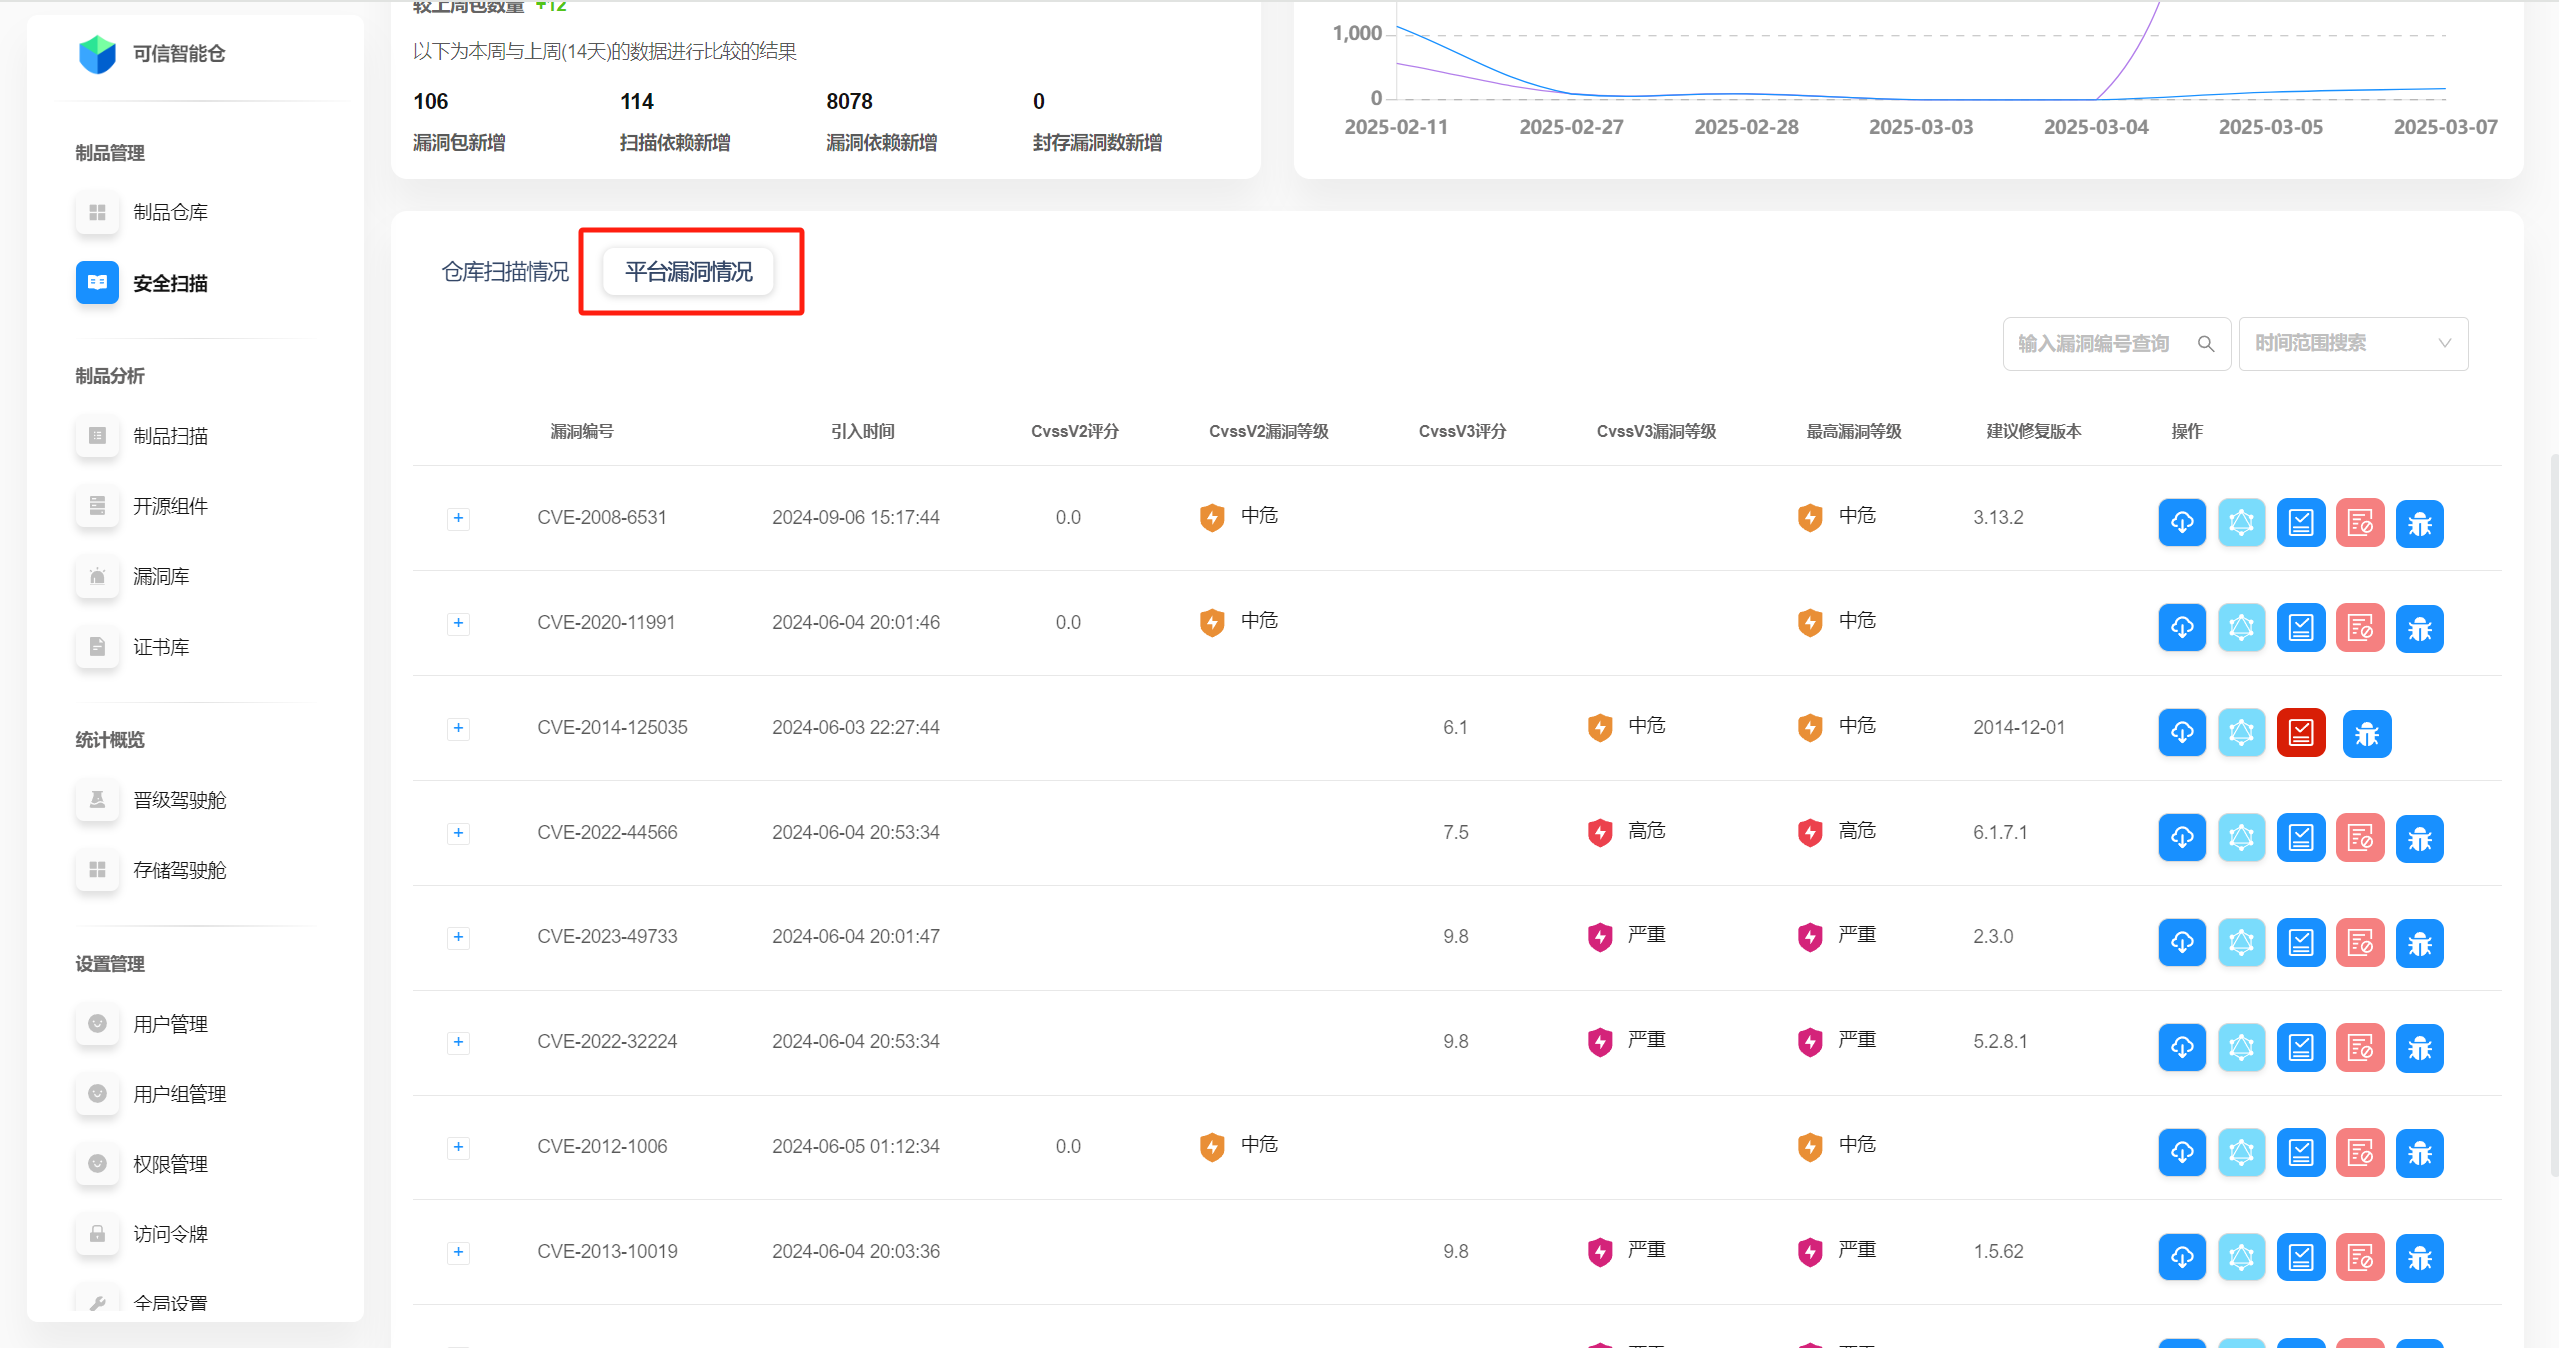 可信智能仓
制品管理
制品仓库
安全扫描
制品分析
制品扫描
开源组件
漏洞库
证书库
统计概览
晋级驾驶舱
存储驾驶舱
设置管理
用户管理
用户组管理
权限管理
访问令牌
全局设置
较上周包数量 +12
以下为本周与上周(14天)的数据进行比较的结果
106 114 8078 0
漏洞包新增 扫描依赖新增 漏洞依赖新增 封存漏洞数新增
1,000
0
2025-02-11 2025-02-27 2025-02-28 2025-03-03 2025-03-04 2025-03-05 2025-03-07
仓库扫描情况 平台漏洞情况
输入漏洞编号查询 时间范围搜索
漏洞编号 引入时间 CvssV2评分 CvssV2漏洞等级 CvssV3评分 CvssV3漏洞等级 最高漏洞等级 建议修复版本 操作
CVE-2008-6531 2024-09-06 15:17:44 0.0 中危 中危 3.13.2
CVE-2020-11991 2024-06-04 20:01:46 0.0 中危 中危
CVE-2014-125035 2024-06-03 22:27:44 6.1 中危 中危 2014-12-01
CVE-2022-44566 2024-06-04 20:53:34 7.5 高危 高危 6.1.7.1
CVE-2023-49733 2024-06-04 20:01:47 9.8 严重 严重 2.3.0
CVE-2022-32224 2024-06-04 20:53:34 9.8 严重 严重 5.2.8.1
CVE-2012-1006 2024-06-05 01:12:34 0.0 中危 中危
CVE-2013-10019 2024-06-04 20:03:36 9.8 严重 严重 1.5.62